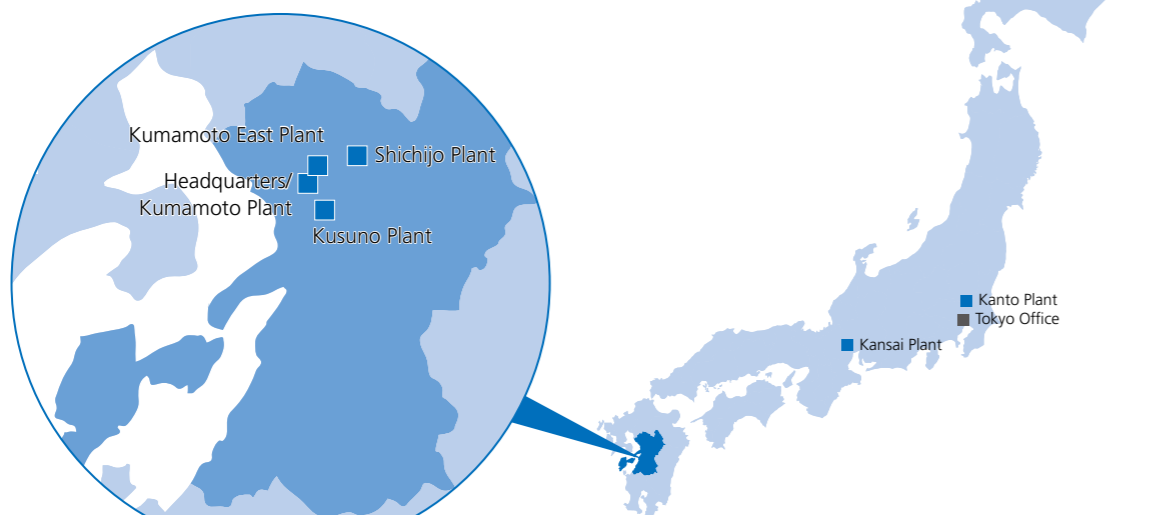 Kumamoto East Plant
Shichijo Plant
Headquarters/
Kumamoto Plant
Kusuno Plant
Kanto Plant
Tokyo Office
Kansai Plant